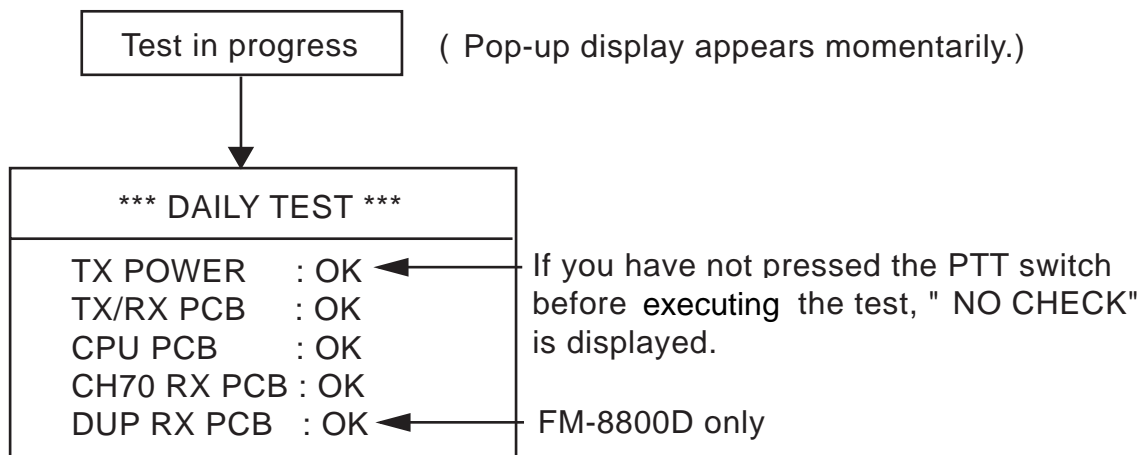 Test in progress
( Pop-up display appears momentarily.)
*** DAILY TEST ***
TX POWER : OK
TX/RX PCB : OK
CPU PCB : OK
CH70 RX PCB : OK
DUP RX PCB : OK
If you have not pressed the PTT switch
before executing the test, " NO CHECK"
is displayed.
FM-8800D only